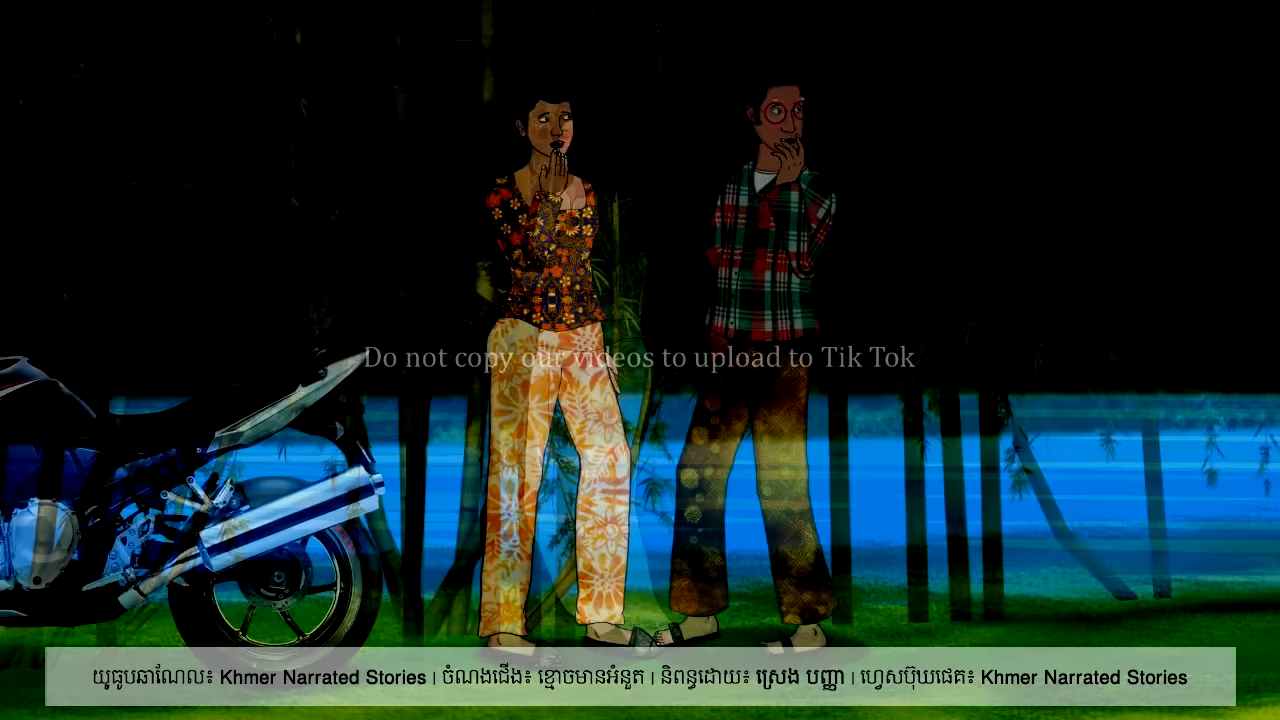 Do not copy our videos to upload to Tik Tok
យូធូបឆាណែល៖ Khmer Narrated Stories | ចំណងជើង៖ ខ្មោចមានអំនួត | និពន្ធដោយ៖ ស្រេង បញ្ញា | ហ្វេសប៊ុឃផេគ៖ Khmer Narrated Stories